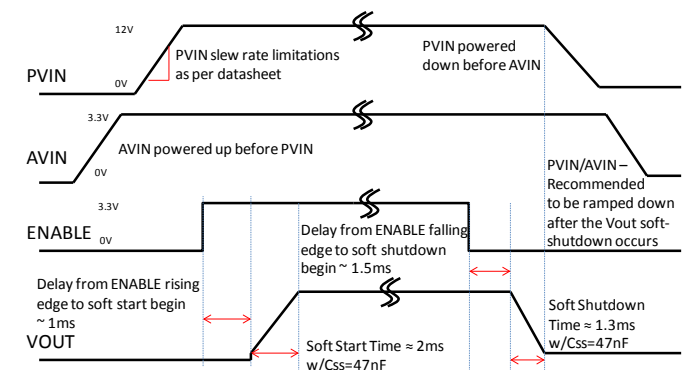 12V
PVIN
0V
PVIN slew rate limitations
as per datasheet
PVIN powered
down before AVIN
3.3V
AVIN
0V
AVIN powered up before PVIN
PVIN/AVIN –
Recommended
to be ramped down
after the Vout soft-
shutdown occurs
3.3V
ENABLE
0V
Delay from ENABLE falling
edge to soft shutdown
begin ~ 1.5ms
Delay from ENABLE rising
edge to soft start begin
~ 1ms
VOUT
Soft Start Time ≈ 2ms
w/Css=47nF
Soft Shutdown
Time ≈ 1.3ms
w/Css=47nF